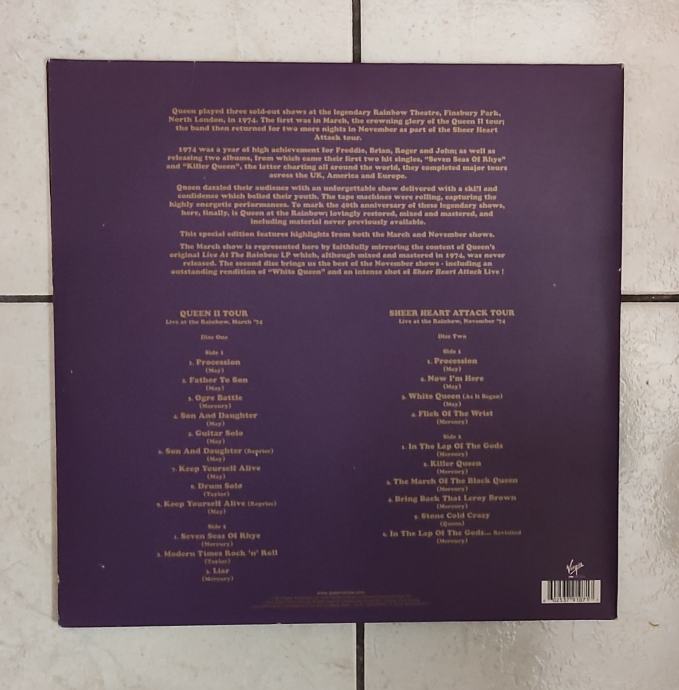 Queen played three sold-out shows at the legendary Rainbow Theatre, Finsbury Park,
North London, in 1974. The first was in March, the crowning glory of the Queen II tour;
the band then returned for two more nights in November as part of the Sheer Heart
Attack tour.
1974 was a year of high achievement for Freddie, Brian, Roger and John; as well as
releasing two albums, from which came their first two hit singles, "Seven Seas Of Rhye"
and "Killer Queen", the latter charting all around the world, they completed major tours
across the UK, America and Europe.
Queen dazzled their audience with an unforgettable show delivered with a skill and
confidence which belied their youth. The tape machines were rolling, capturing the
highly energetic performances. To mark the 40th anniversary of these legendary shows,
here, finally, is Queen at the Rainbow; lovingly restored, mixed and mastered, and
including material never previously available.
This special edition features highlights from both the March and November shows.
The March show is represented here by faithfully mirroring the content of Queen's
original Live At The Rainbow LP which, although mixed and mastered in 1974, was never
released. The second disc brings us the best of the November shows - including an
outstanding rendition of "White Queen" and an intense shot of Sheer Heart Attack Live!
QUEEN II TOUR
Live at the Rainbow, March '74
Disc One
Side 1
1. Procession
(May)
2. Father To Son
(May)
3. Ogre Battle
(Mercury)
4. Son And Daughter
(May)
5. Guitar Solo
(May)
6. Son And Daughter (Reprise)
(May)
7. Keep Yourself Alive
(May)
8. Drum Solo
(Taylor)
9. Keep Yourself Alive (Reprise)
(May)
Side 2
1. Seven Seas Of Rhye
(Mercury)
2. Modern Times Rock 'n' Roll
(Taylor)
3. Liar
(Mercury)
SHEER HEART ATTACK TOUR
Live at the Rainbow, November '74
Disc Two
Side 1
1. Procession
(May)
2. Now I'm Here
(May)
3. White Queen (As It Began)
(May)
4. Flick Of The Wrist
(Mercury)
Side 2
1. In The Lap Of The Gods
(Mercury)
2. Killer Queen
(Mercury)
3. The March Of The Black Queen
(Mercury)
4. Bring Back That Leroy Brown
(Mercury)
5. Stone Cold Crazy
(Queen)
6. In The Lap Of The Gods... Revisited
(Mercury)
www.queenonline.com
Virgin